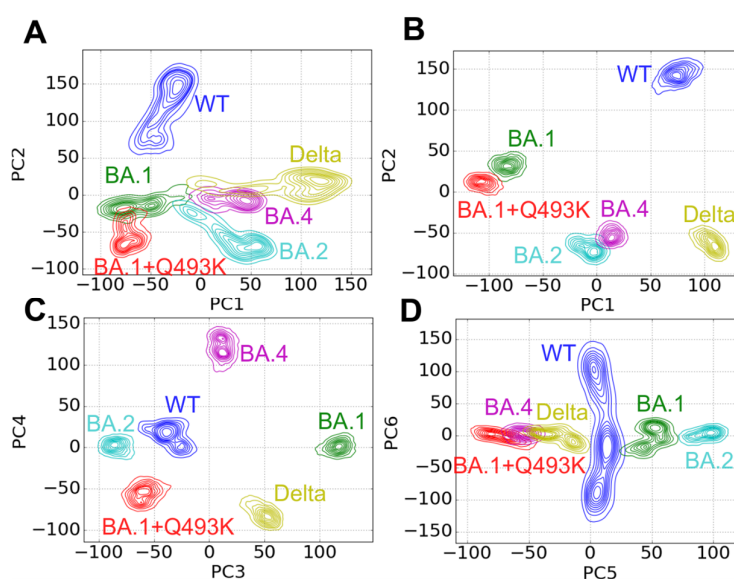 A
150
100
50
0
−50
−100
PC2
WT
BA.1
Delta
BA.4
BA.2
BA.1+Q493K
−100 −50 0 50 100 150
PC1
B
150
100
50
0
−50
−100
PC2
WT
BA.1
BA.1+Q493K
BA.4
BA.2
Delta
−100 −50 0 50 100
PC1
C
150
100
50
0
−50
−100
PC4
BA.4
WT
BA.2
BA.1
BA.1+Q493K
Delta
−100 −50 0 50 100
PC3
D
150
100
50
0
−50
−100
−150
PC6
WT
BA.4
Delta
BA.1
BA.1+Q493K
BA.2
−100 −50 0 50 100
PC5